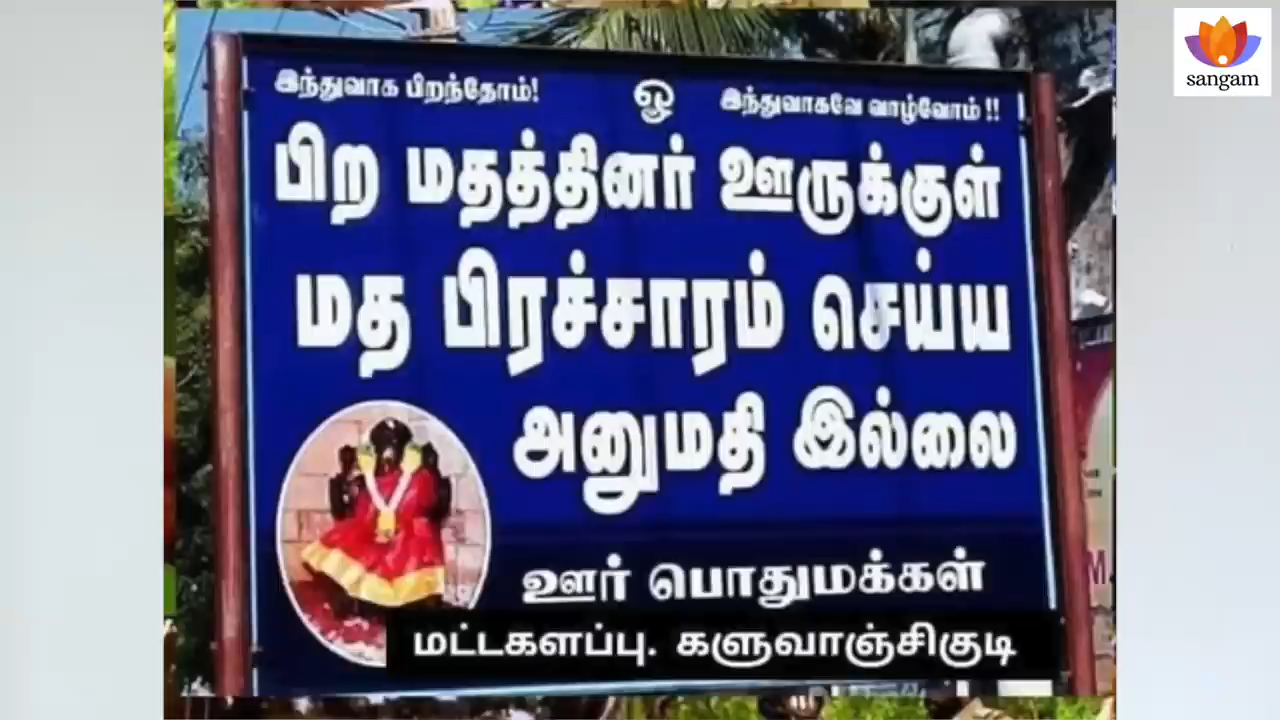 sangam
இந்துவாக பிறந்தோம்! ஓ இந்துவாகவே வாழ்வோம் !!
பிற மதத்தினர் ஊருக்குள்
மத பிரச்சாரம் செய்ய
அனுமதி இல்லை
ஊர் பொதுமக்கள்
மட்டகளப்பு. களுவாஞ்சிகுடி